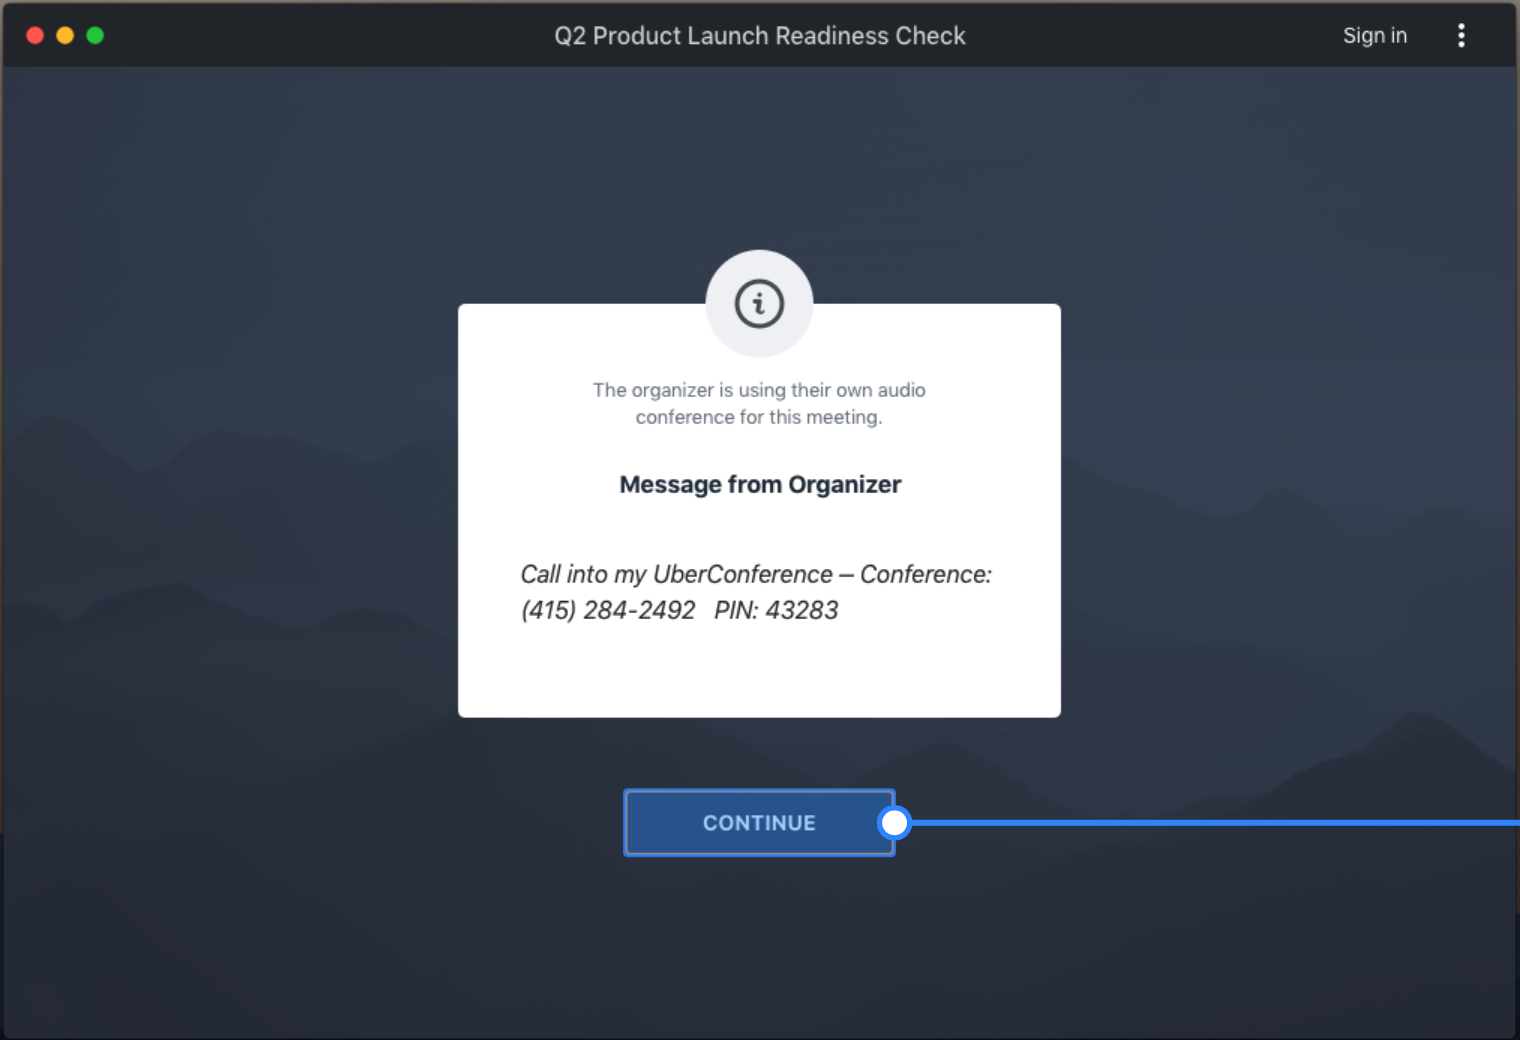 Q2 Product Launch Readiness Check
Sign in
The organizer is using their own audio
conference for this meeting.
Message from Organizer
Call into my UberConference – Conference:
(415) 284-2492 PIN: 43283
CONTINUE